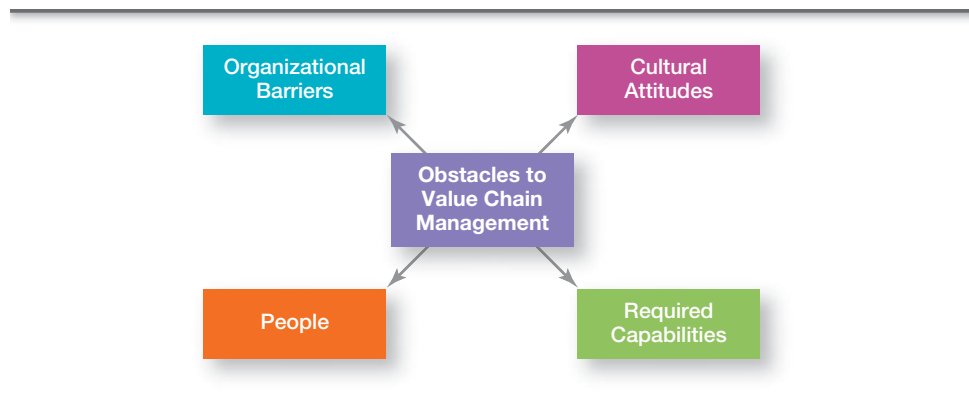 Organizational
Barriers
Cultural
Attitudes
Obstacles to
Value Chain
Management
People
Required
Capabilities